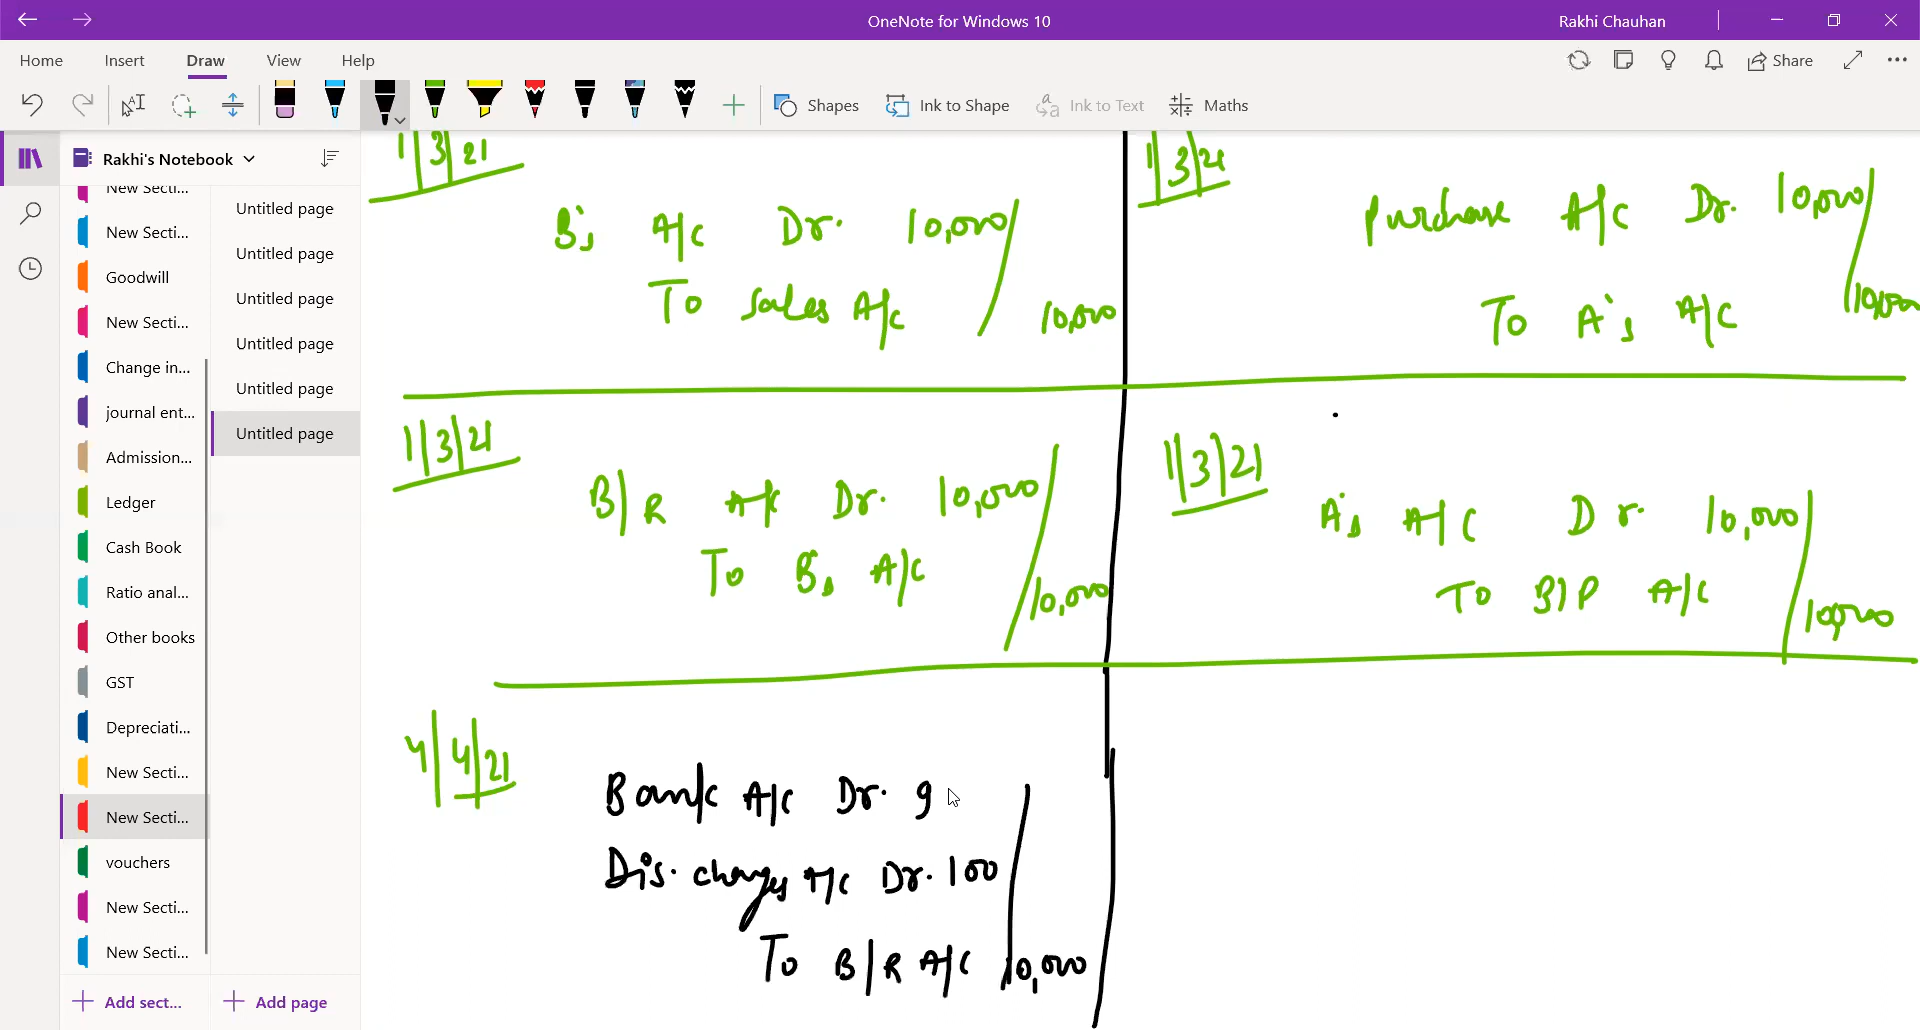 OneNote for Windows 10
Rakhi Chauhan
Home Insert Draw View Help
Share
Shapes Ink to Shape Ink to Text Maths
Rakhi's Notebook
New Secti...
New Secti...
Goodwill
New Secti...
Change in...
journal ent...
Admission...
Ledger
Cash Book
Ratio anal...
Other books
GST
Depreciati...
New Secti...
New Secti...
vouchers
New Secti...
New Secti...
Add sect...
Untitled page
Untitled page
Untitled page
Untitled page
Untitled page
Untitled page
Add page
1/3/21
B's A/C Dr. 10,000
To Sales A/C 10,000
1/3/21
Purchase A/C Dr. 10,000
To A's A/C 10,000
1/3/21
B/R A/C Dr. 10,000
To B's A/C 10,000
1/3/21
A's A/C Dr. 10,000
To B/P A/C 10,000
4/4/21
Bank A/C Dr. 9
Dis. charges A/C Dr. 100
To B/R A/C 10,000